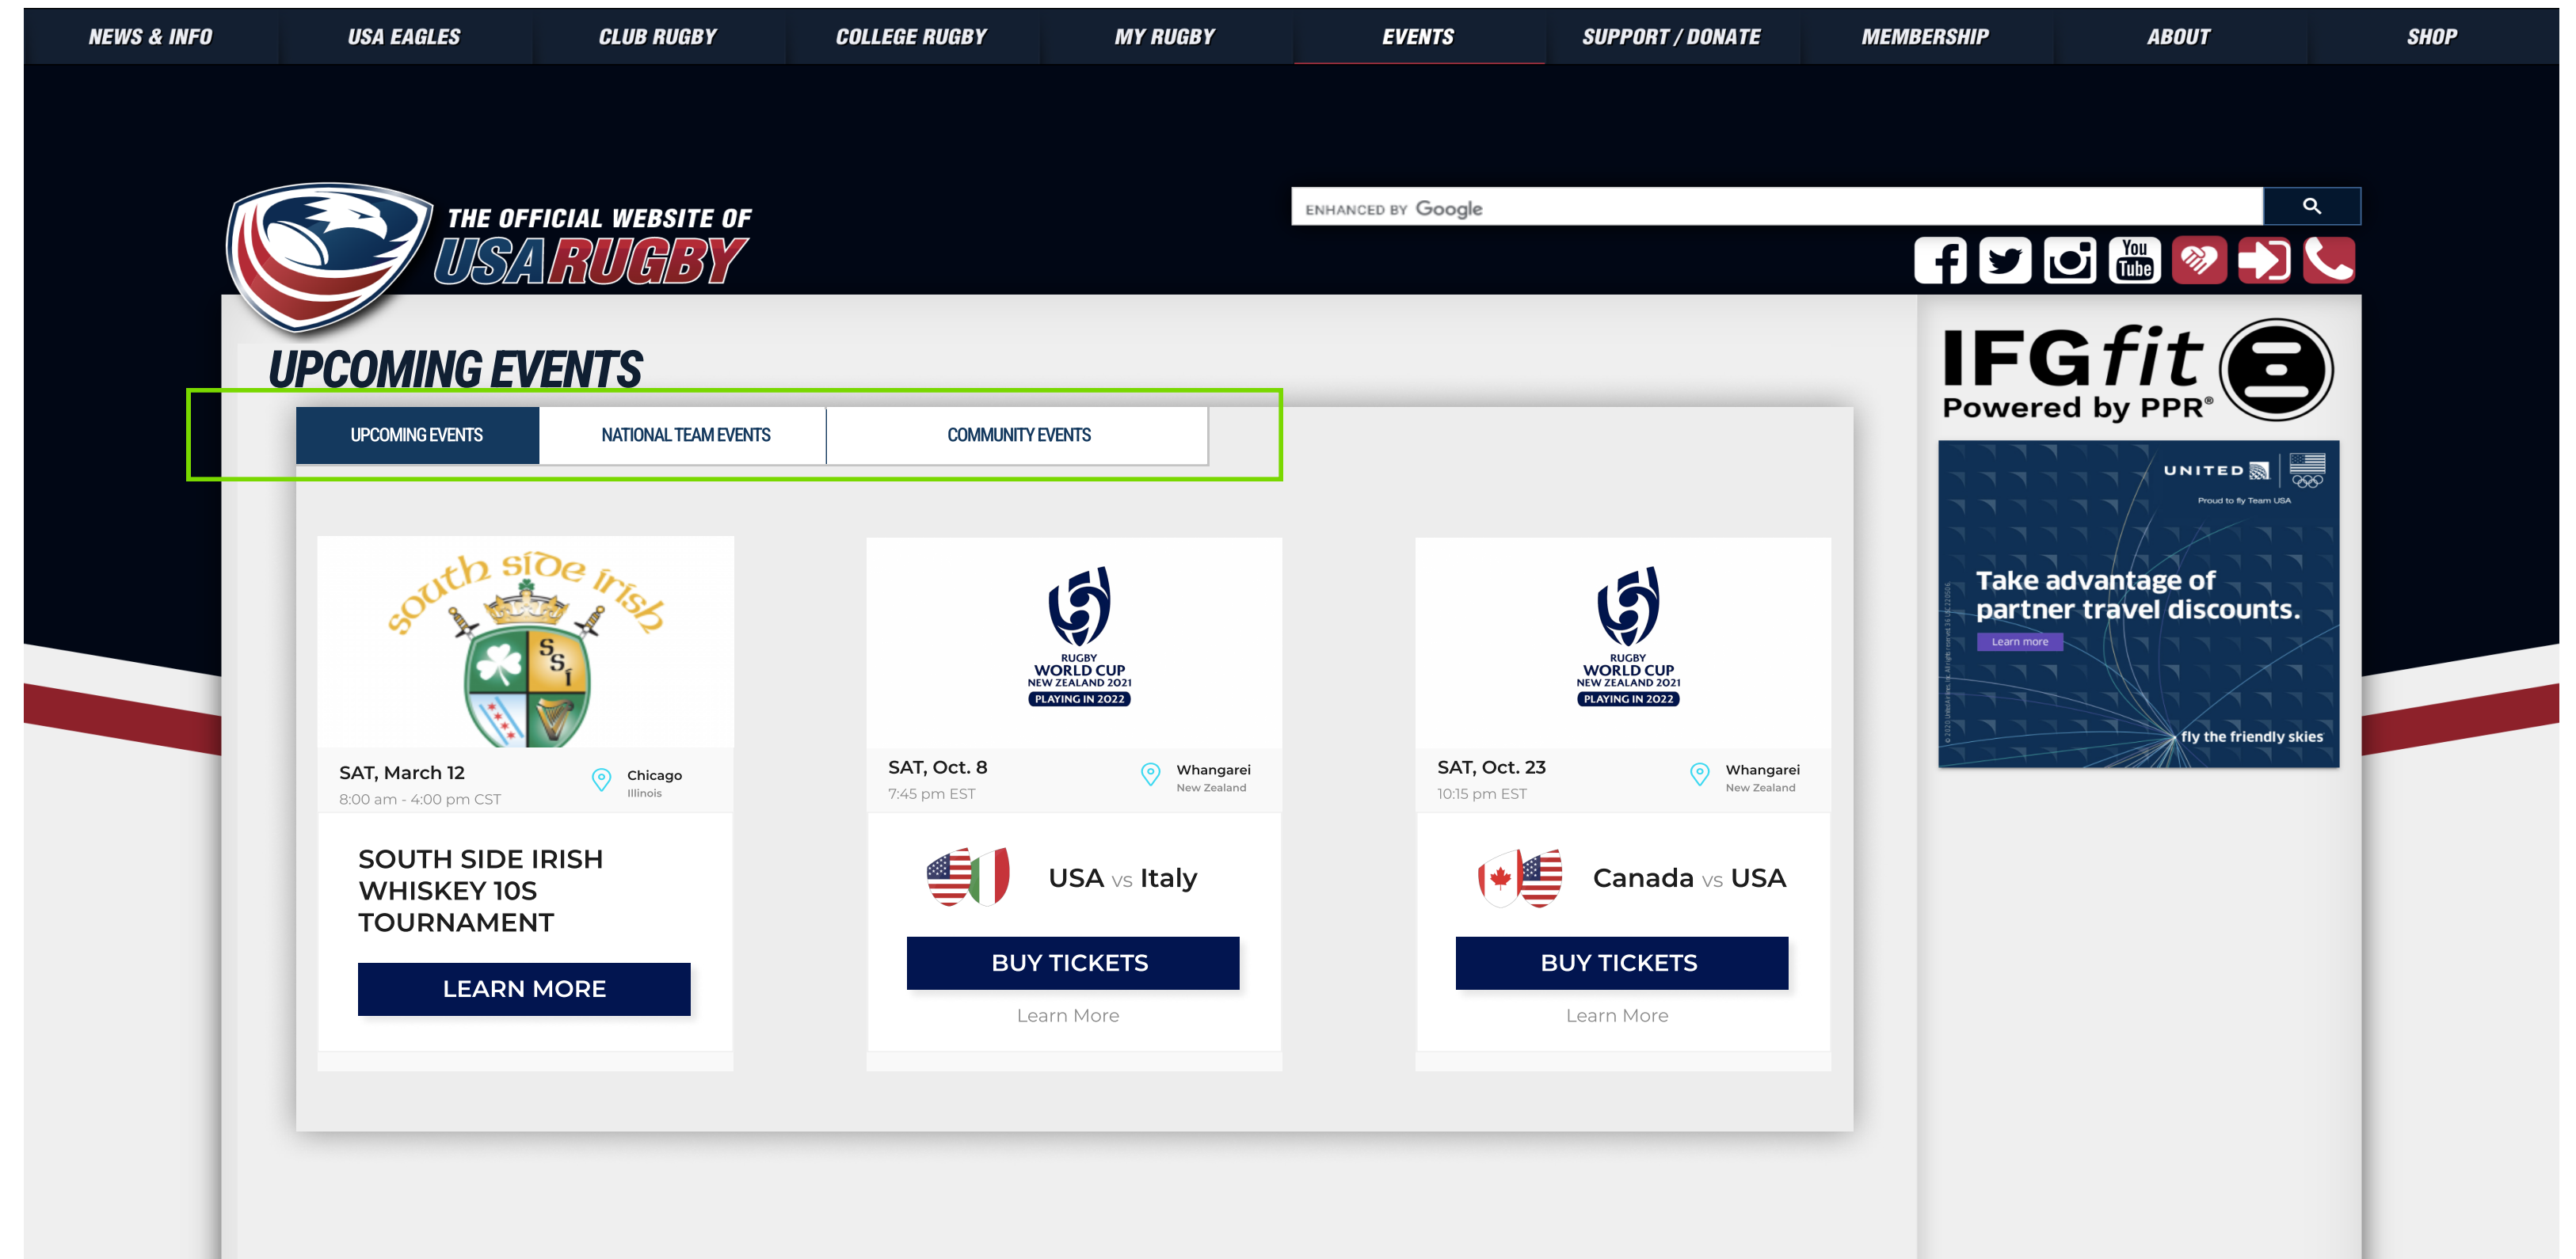 NEWS & INFO
USA EAGLES
CLUB RUGBY
COLLEGE RUGBY
MY RUGBY
EVENTS
SUPPORT / DONATE
MEMBERSHIP
ABOUT
SHOP
THE OFFICIAL WEBSITE OF
USA RUGBY
ENHANCED BY Google
You
Tube
UPCOMING EVENTS
UPCOMING EVENTS
NATIONAL TEAM EVENTS
COMMUNITY EVENTS
south side irish
S
S
I
SAT, March 12
8:00 am - 4:00 pm CST
Chicago
Illinois
SOUTH SIDE IRISH
WHISKEY 10S
TOURNAMENT
LEARN MORE
RUGBY
WORLD CUP
NEW ZEALAND 2021
PLAYING IN 2022
SAT, Oct. 8
7:45 pm EST
Whangarei
New Zealand
USA vs Italy
BUY TICKETS
Learn More
RUGBY
WORLD CUP
NEW ZEALAND 2021
PLAYING IN 2022
SAT, Oct. 23
10:15 pm EST
Whangarei
New Zealand
Canada vs USA
BUY TICKETS
Learn More
IFGfit
Powered by PPR®
UNITED
Proud to fly Team USA
Take advantage of
partner travel discounts.
Learn more
fly the friendly skies